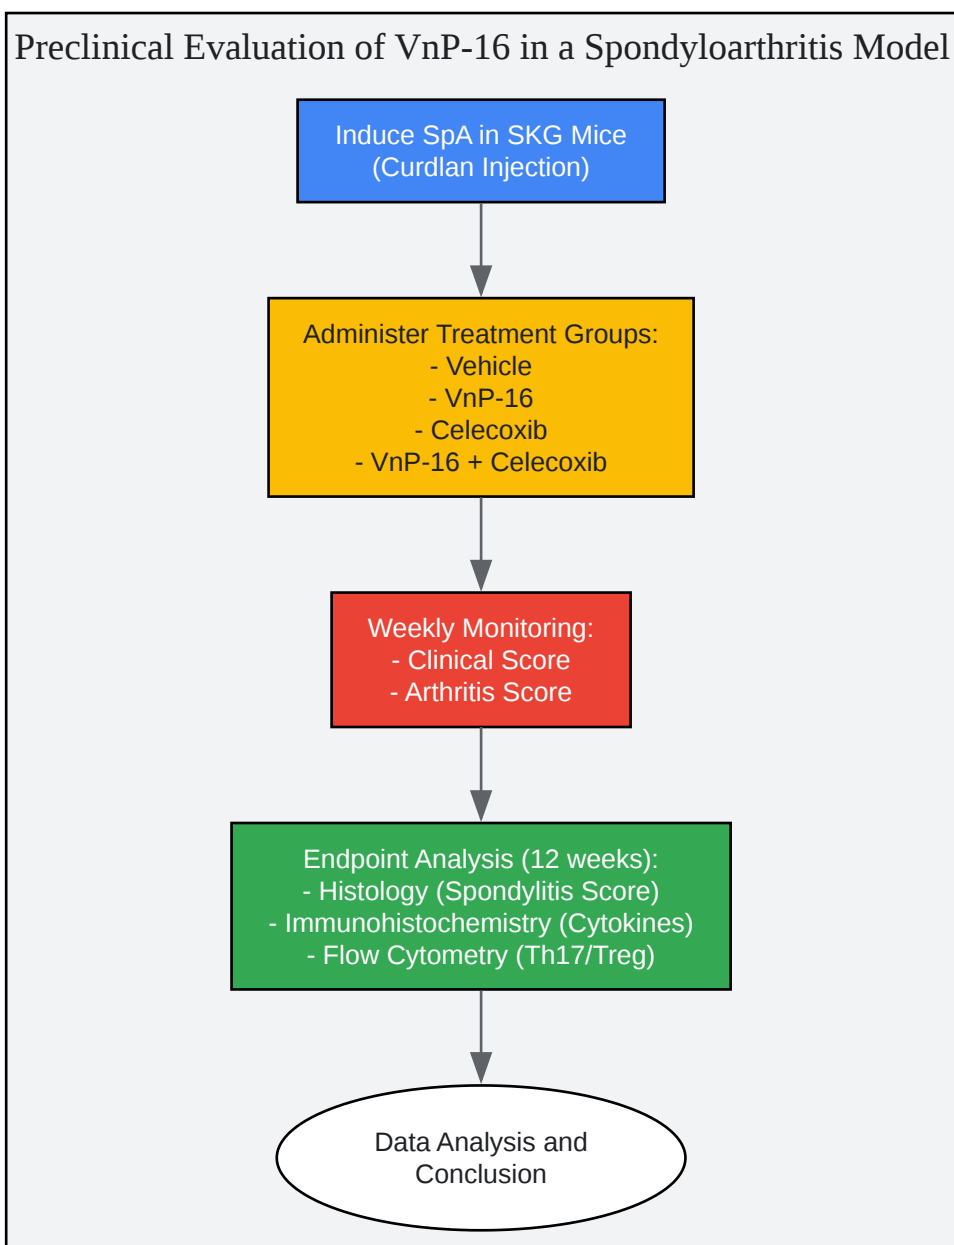 Preclinical Evaluation of VnP-16 in a Spondyloarthritis Model
Induce SpA in SKG Mice
(Curdlan Injection)
Administer Treatment Groups:
- Vehicle
- VnP-16
- Celecoxib
- VnP-16 + Celecoxib
Weekly Monitoring:
- Clinical Score
- Arthritis Score
Endpoint Analysis (12 weeks):
- Histology (Spondylitis Score)
- Immunohistochemistry (Cytokines)
- Flow Cytometry (Th17/Treg)
Data Analysis and
Conclusion